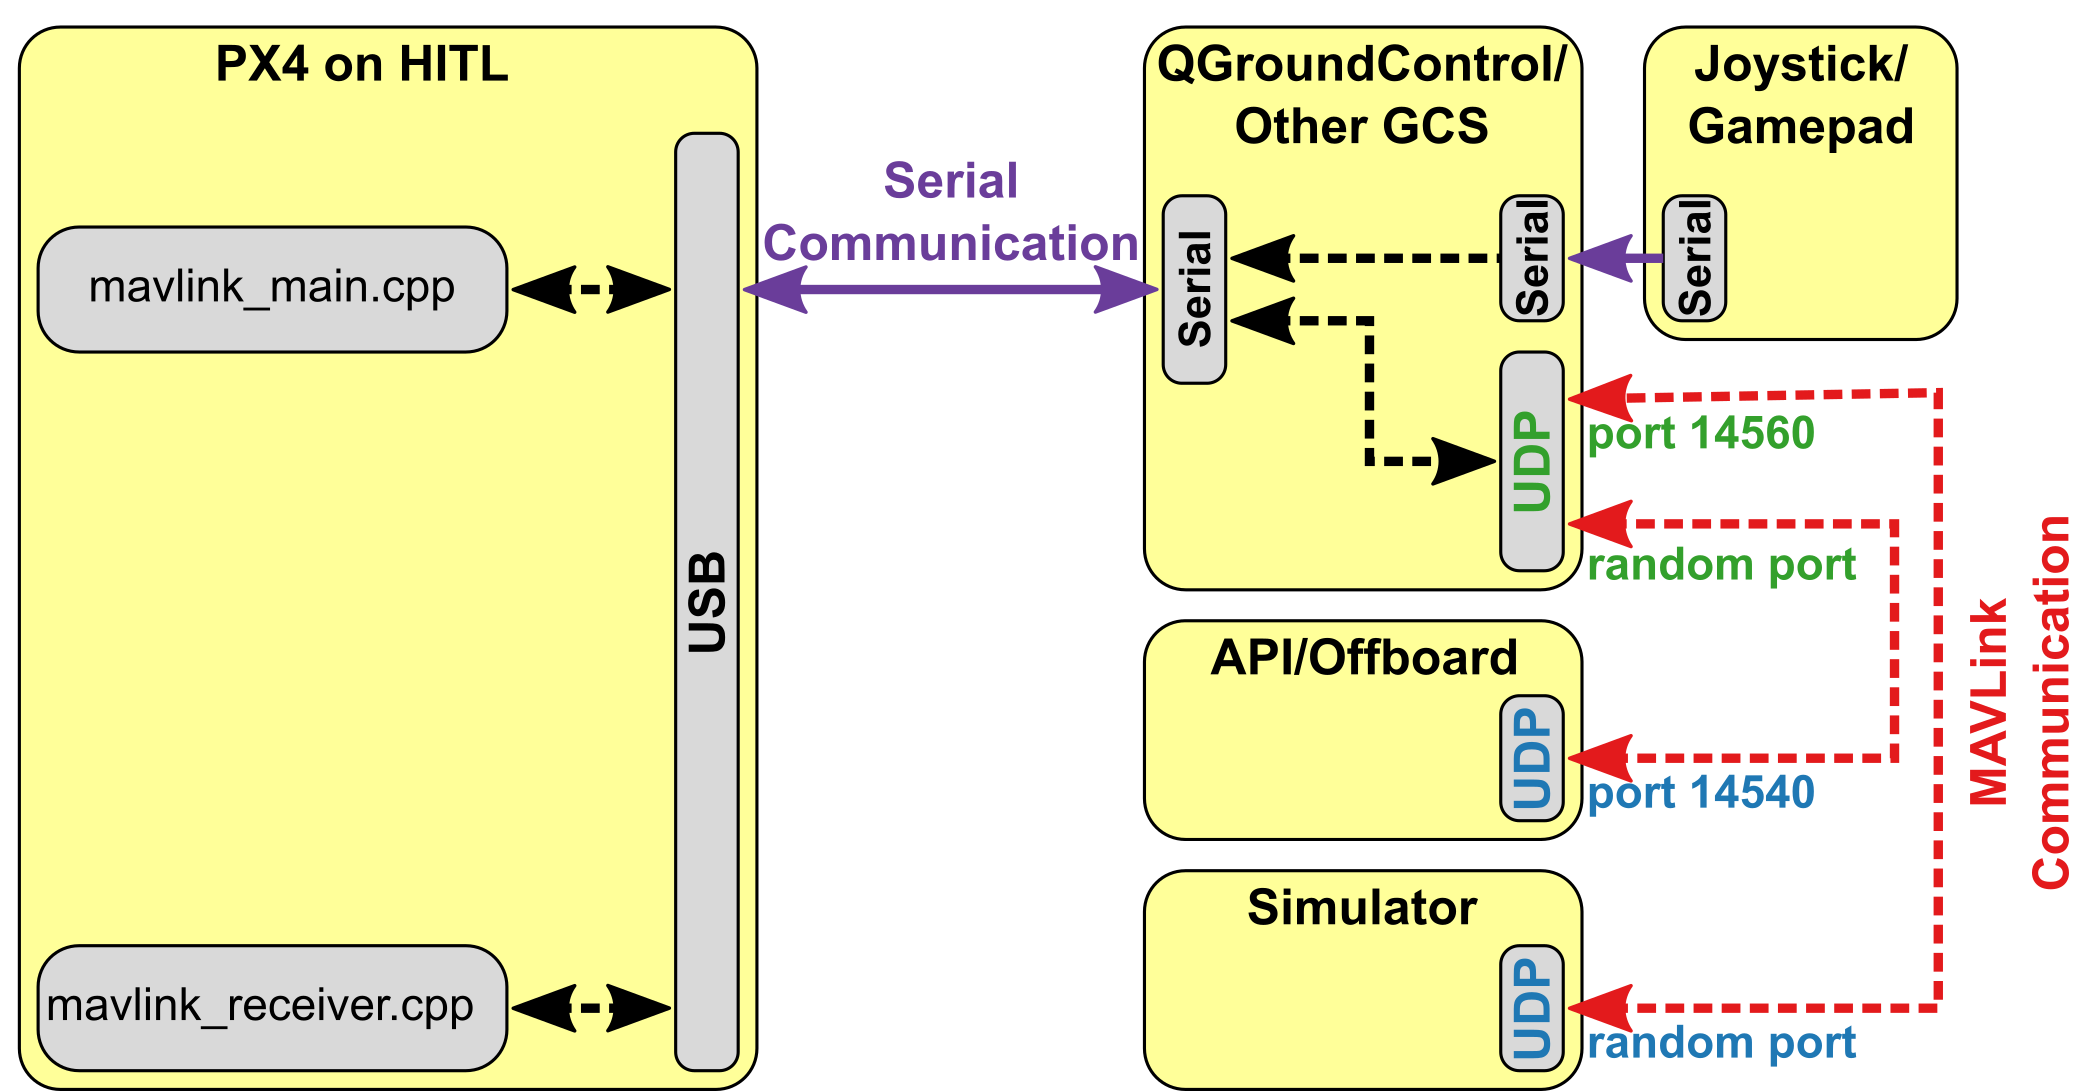 PX4 on HITL
mavlink_main.cpp
mavlink_receiver.cpp
USB
Serial
Communication
QGroundControl/
Other GCS
Serial
Serial
UDP
Joystick/
Gamepad
Serial
port 14560
random port
API/Offboard
UDP
port 14540
Simulator
UDP
random port
MAVLink
Communication